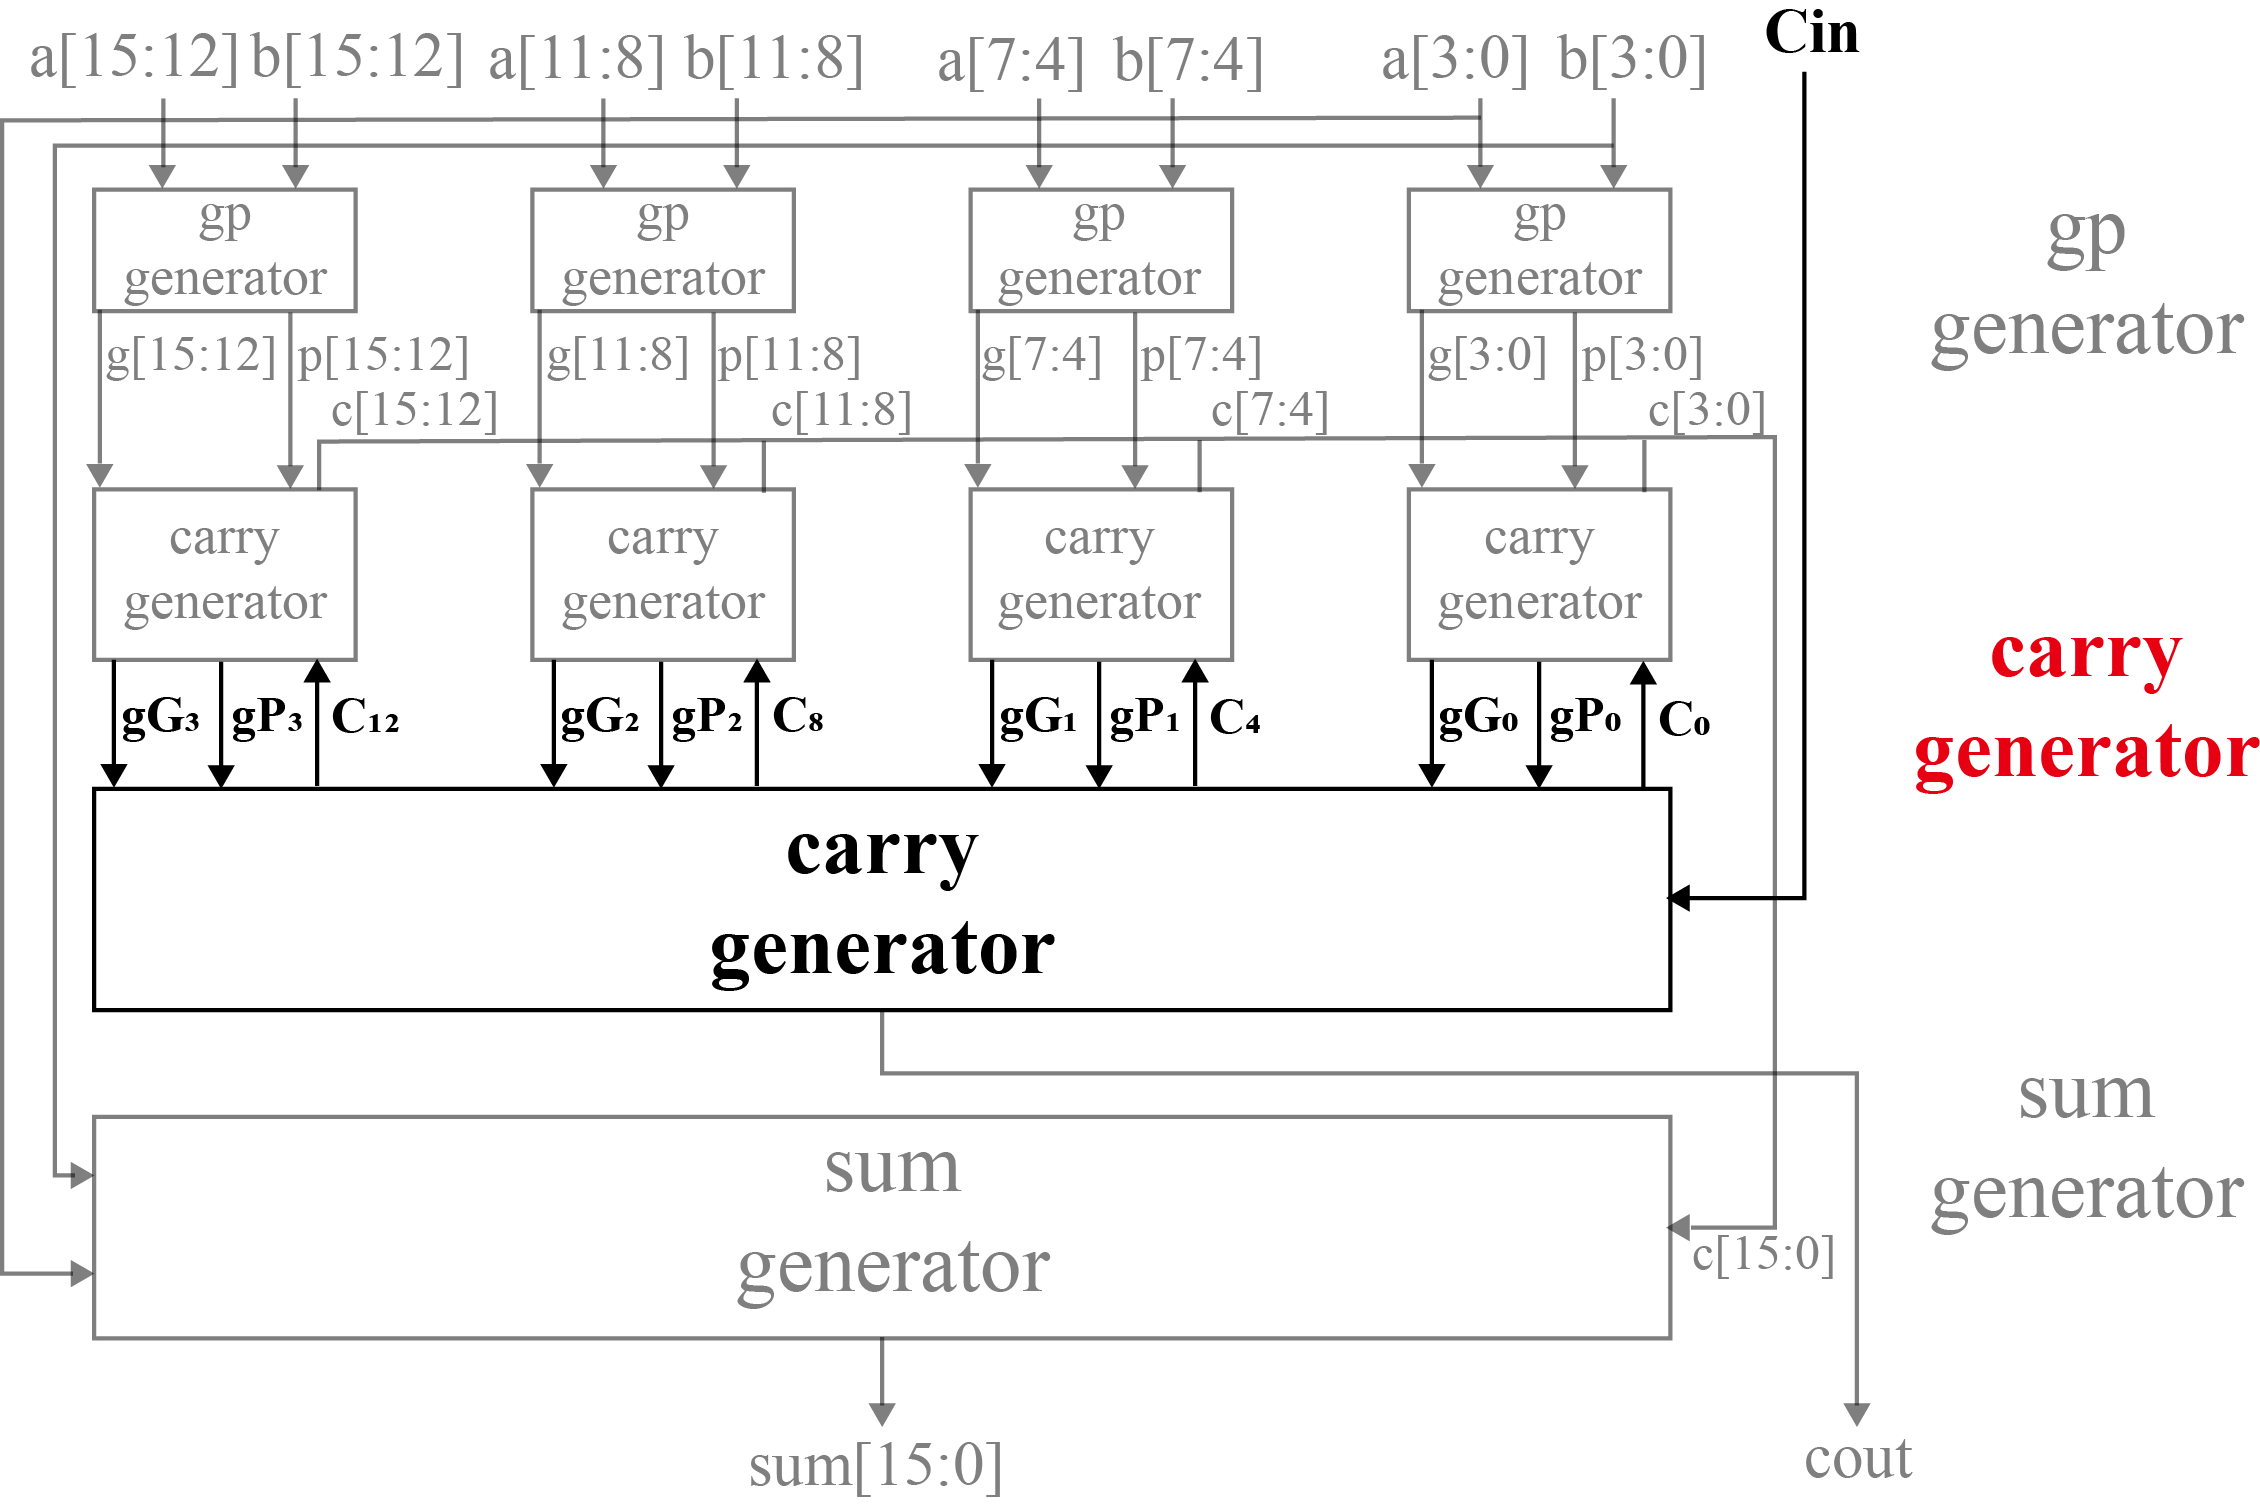 Cin
a[15:12] b[15:12] a[11:8] b[11:8] a[7:4] b[7:4] a[3:0] b[3:0]
gp
generator
gp
generator
gp
generator
gp
generator
gp
generator
g[15:12] p[15:12] g[11:8] p[11:8] g[7:4] p[7:4] g[3:0] p[3:0]
c[15:12] c[11:8] c[7:4] c[3:0]
carry
generator
carry
generator
carry
generator
carry
generator
carry
generator
gG₃ gP₃ C₁₂ gG₂ gP₂ C₈ gG₁ gP₁ C₄ gG₀ gP₀ C₀
carry
generator
sum
generator
sum
generator
c[15:0]
sum[15:0]
cout